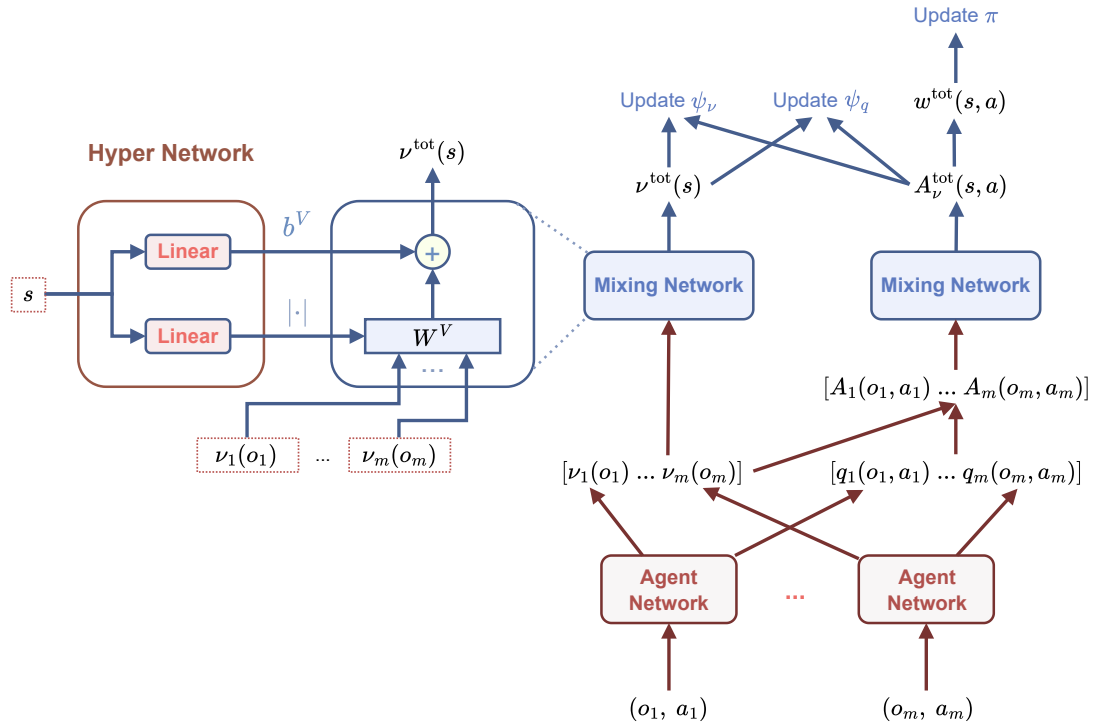 Update π
Update ψ_ν
Update ψ_q
w^tot(s, a)
Hyper Network
ν^tot(s)
ν^tot(s)
A_ν^tot(s, a)
b^V
Linear
+
s
Mixing Network
Mixing Network
|·|
Linear
W^V
...
[A_1(o_1, a_1) ... A_m(o_m, a_m)]
ν_1(o_1) ... ν_m(o_m)
[ν_1(o_1) ... ν_m(o_m)]
[q_1(o_1, a_1) ... q_m(o_m, a_m)]
Agent
Network
...
Agent
Network
(o_1, a_1)
(o_m, a_m)